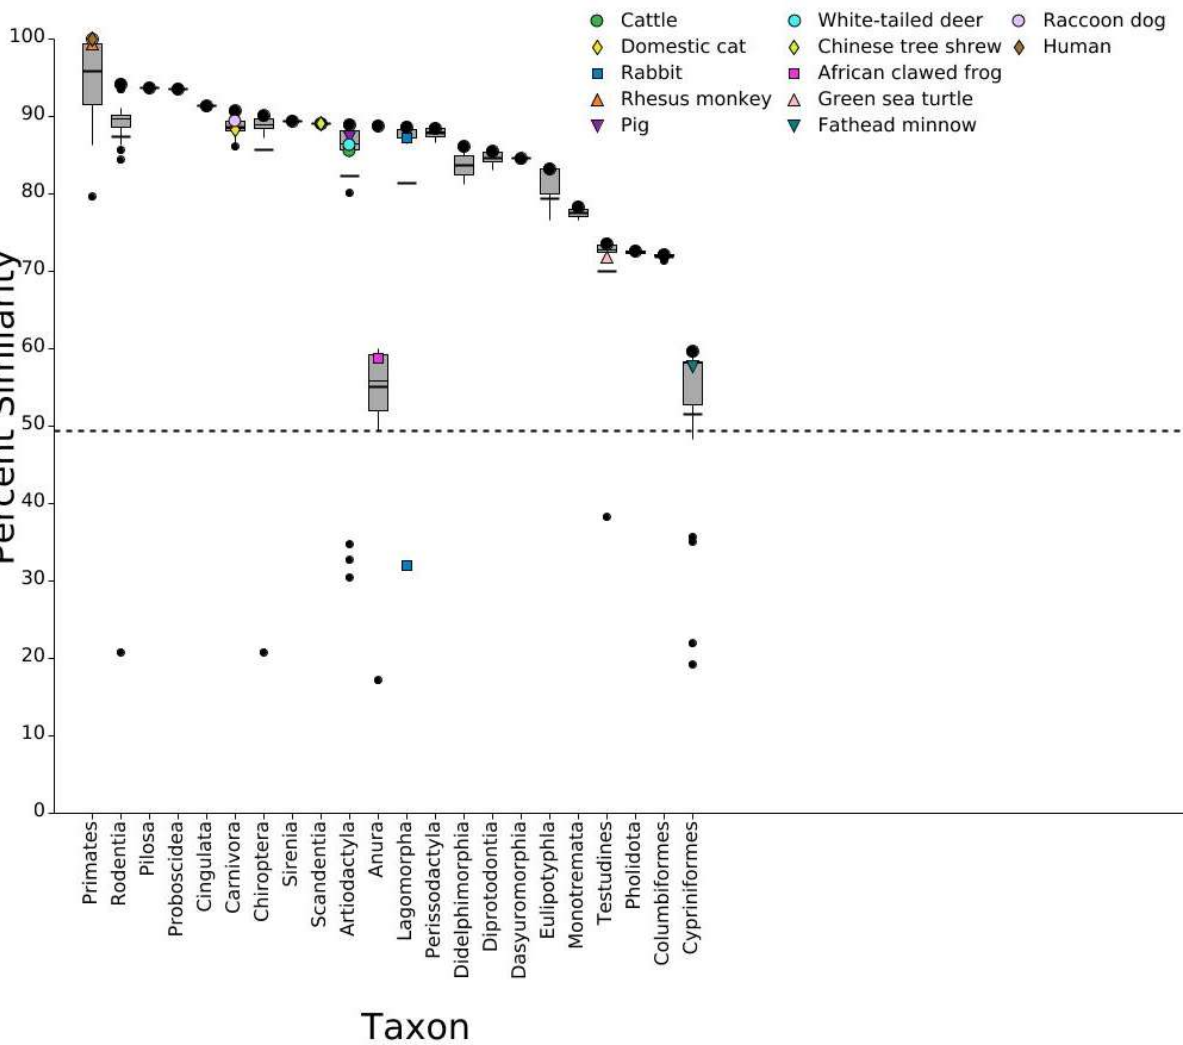 Cattle
Domestic cat
Rabbit
Rhesus monkey
Pig
White-tailed deer
Chinese tree shrew
African clawed frog
Green sea turtle
Fathead minnow
Raccoon dog
Human
Percent Similarity
100
90
80
70
60
50
40
30
20
10
0
Primates
Rodentia
Pilosa
Proboscidea
Cingulata
Carnivora
Chiroptera
Sirenia
Scandentia
Artiodactyla
Anura
Lagomorpha
Perissodactyla
Didelphimorphia
Diprotodontia
Dasyuromorphia
Eulipotyphla
Monotremata
Testudines
Pholidota
Columbiformes
Cypriniformes
Taxon